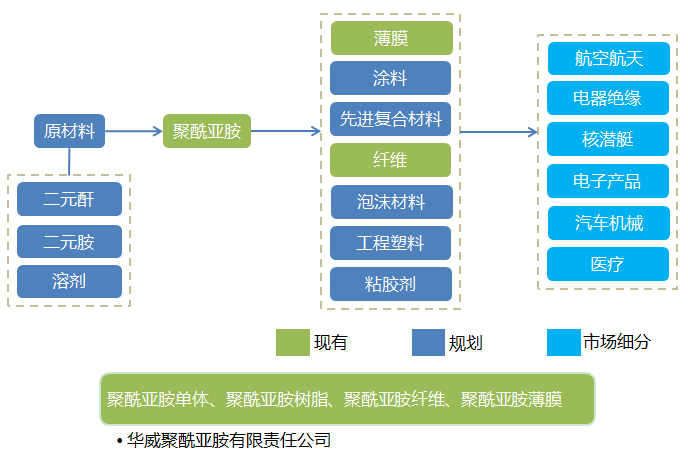 原材料
二元酐
二元胺
溶剂
聚酰亚胺
薄膜
涂料
先进复合材料
纤维
泡沫材料
工程塑料
粘胶剂
航空航天
电器绝缘
核潜艇
电子产品
汽车机械
医疗
现有
规划
市场细分
聚酰亚胺单体、聚酰亚胺树脂、聚酰亚胺纤维、聚酰亚胺薄膜
• 华威聚酰亚胺有限责任公司